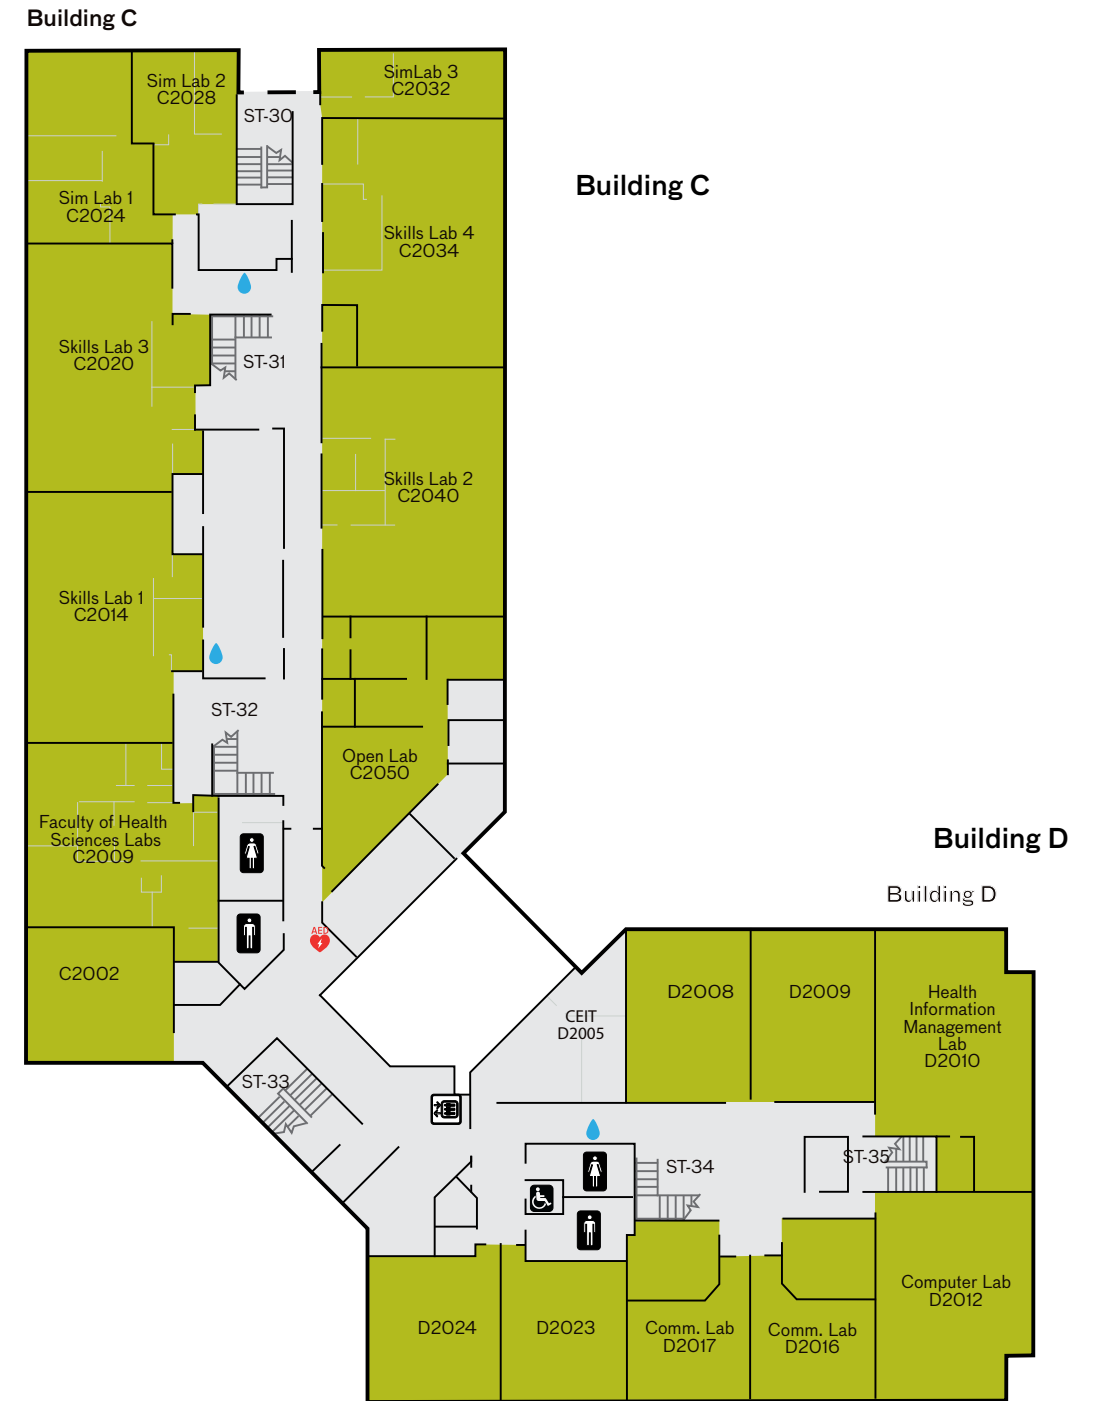 Building C
Sim Lab 2
C2028
SimLab 3
C2032
ST-30
Building C
Sim Lab 1
C2024
Skills Lab 4
C2034
Skills Lab 3
C2020
ST-31
Skills Lab 2
C2040
Skills Lab 1
C2014
ST-32
Open Lab
C2050
Faculty of Health
Sciences Labs
C2009
Building D
Building D
AED
C2002
D2008
D2009
Health
Information
Management
Lab
D2010
CEIT
D2005
ST-33
ST-34
ST-35
Computer Lab
D2012
D2024
D2023
Comm. Lab
D2017
Comm. Lab
D2016